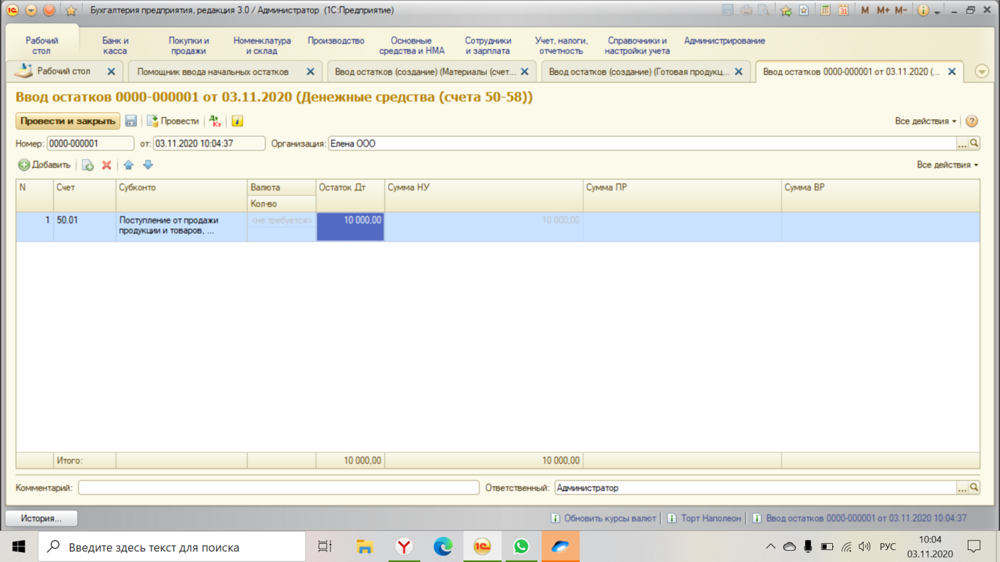 Бухгалтерия предприятия, редакция 3.0 / Администратор (1С:Предприятие)
31 M M+ M-
Рабочий стол
Банк и касса
Покупки и продажи
Номенклатура и склад
Производство
Основные средства и НМА
Сотрудники и зарплата
Учет, налоги, отчетность
Справочники и настройки учета
Администрирование
Рабочий стол
Помощник ввода начальных остатков
Ввод остатков (создание) (Материалы (счет...
Ввод остатков (создание) (Готовая продукц...
Ввод остатков 0000-000001 от 03.11.2020 (...
Ввод остатков 0000-000001 от 03.11.2020 (Денежные средства (счета 50-58))
Провести и закрыть Провести Дт Кт Все действия ?
Номер: 0000-000001 от: 03.11.2020 10:04:37 Организация: Елена ООО ...
Добавить Все действия
N Счет Субконто Валюта Остаток Дт Сумма НУ Сумма ПР Сумма ВР
Кол-во
1 50.01 Поступление от продажи <не требуется> 10 000,00 10 000,00
продукции и товаров, ...
Итого: 10 000,00 10 000,00
Комментарий: Ответственный: Администратор ...
История... Обновить курсы валют Торт Наполеон Ввод остатков 0000-000001 от 03.11.2020 10:04:37
Введите здесь текст для поиска РУС 10:04
03.11.2020